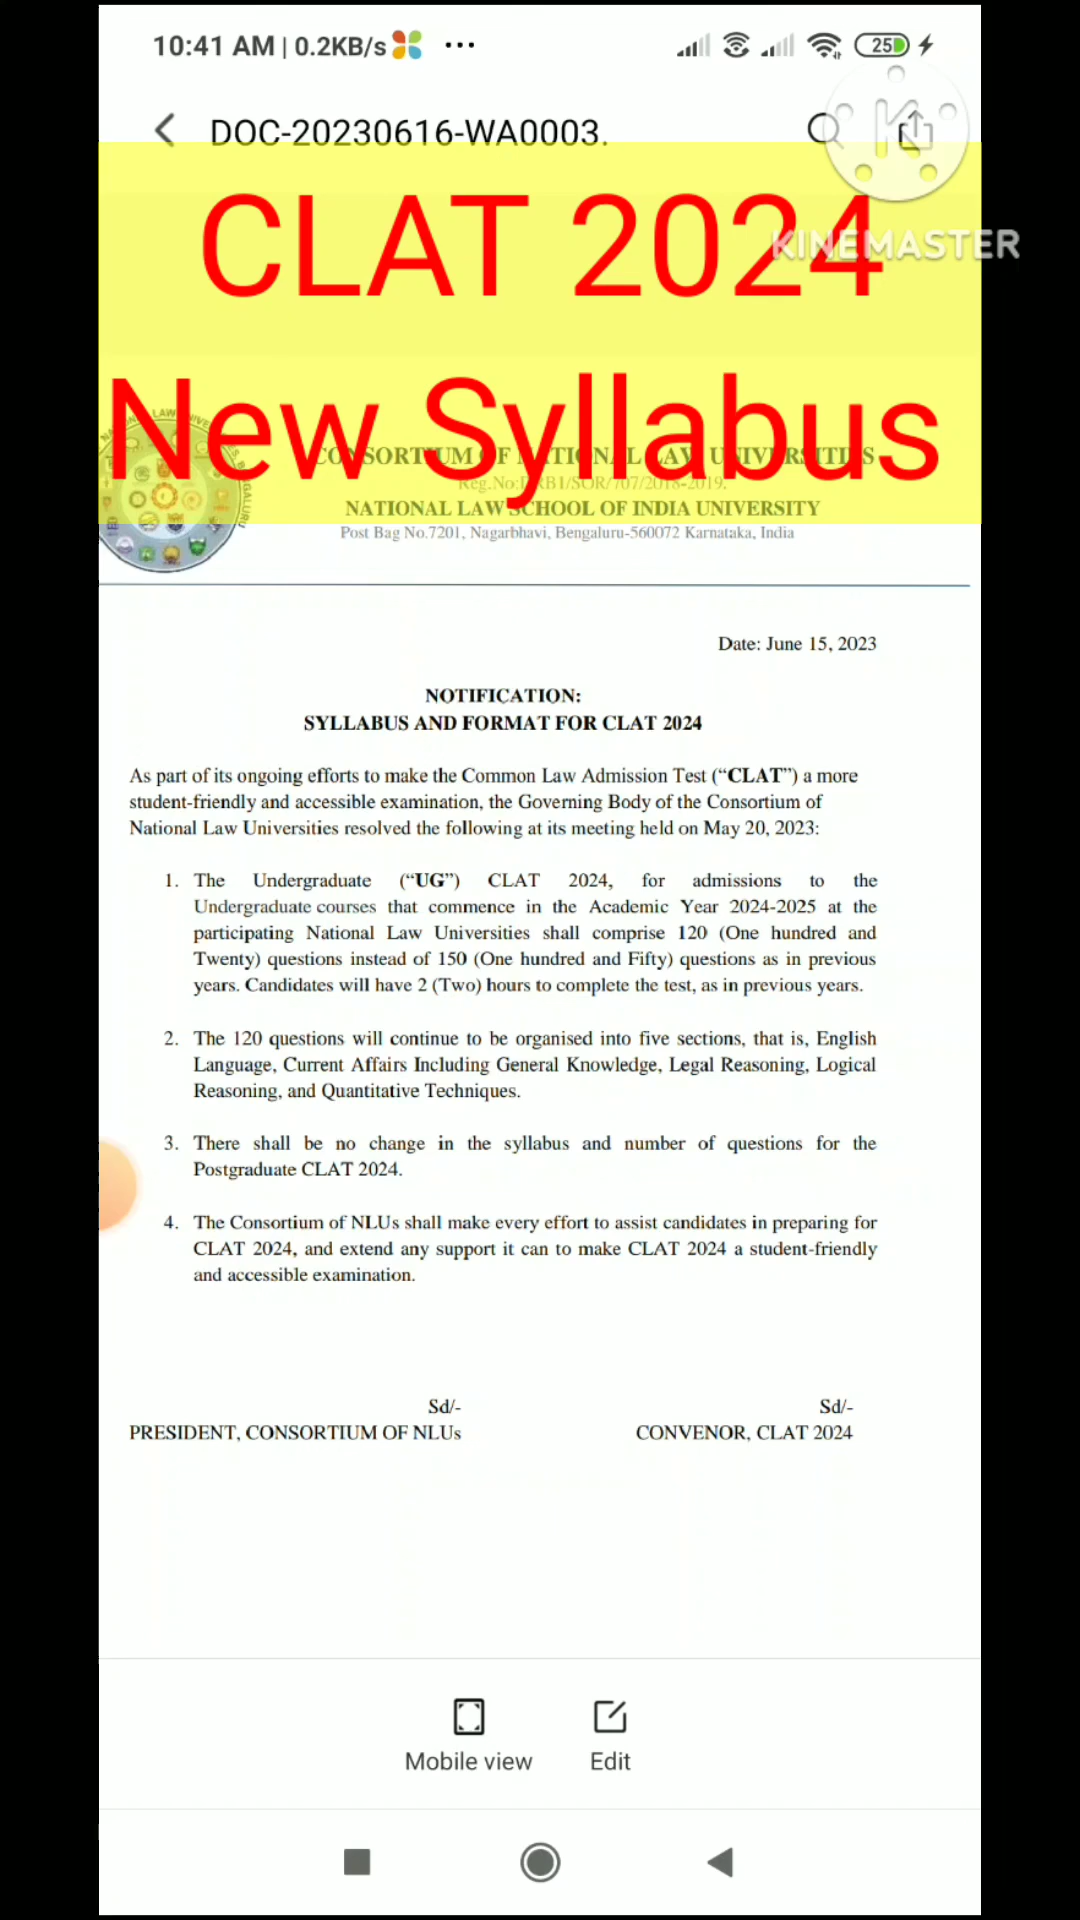 10:41 AM | 0.2KB/s ...
25
DOC-20230616-WA0003.
KINEMASTER
CLAT 2024
New Syllabus
CONSORTIUM OF NATIONAL LAW UNIVERSITIES
NATIONAL LAW SCHOOL OF INDIA UNIVERSITY
Post Bag No.7201, Nagarbhavi, Bengaluru-560072 Karnataka, India
Date: June 15, 2023
NOTIFICATION:
SYLLABUS AND FORMAT FOR CLAT 2024
As part of its ongoing efforts to make the Common Law Admission Test (“CLAT”) a more
student-friendly and accessible examination, the Governing Body of the Consortium of
National Law Universities resolved the following at its meeting held on May 20, 2023:
1. The Undergraduate (“UG”) CLAT 2024, for admissions to the
Undergraduate courses that commence in the Academic Year 2024-2025 at the
participating National Law Universities shall comprise 120 (One hundred and
Twenty) questions instead of 150 (One hundred and Fifty) questions as in previous
years. Candidates will have 2 (Two) hours to complete the test, as in previous years.
2. The 120 questions will continue to be organised into five sections, that is, English
Language, Current Affairs Including General Knowledge, Legal Reasoning, Logical
Reasoning, and Quantitative Techniques.
3. There shall be no change in the syllabus and number of questions for the
Postgraduate CLAT 2024.
4. The Consortium of NLUs shall make every effort to assist candidates in preparing for
CLAT 2024, and extend any support it can to make CLAT 2024 a student-friendly
and accessible examination.
Sd/- Sd/-
PRESIDENT, CONSORTIUM OF NLUs CONVENOR, CLAT 2024
Mobile view Edit